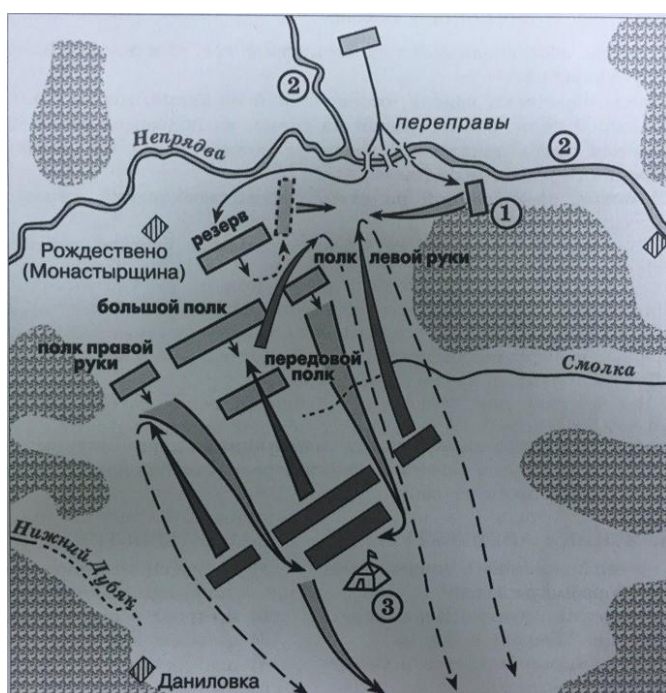 2
переправы
Непрядва
2
1
резерв
Рождествено
(Монастырщина)
полк левой руки
большой полк
полк правой
руки
передовой
полк
Смолка
Нижний Дубяк
3
Даниловка